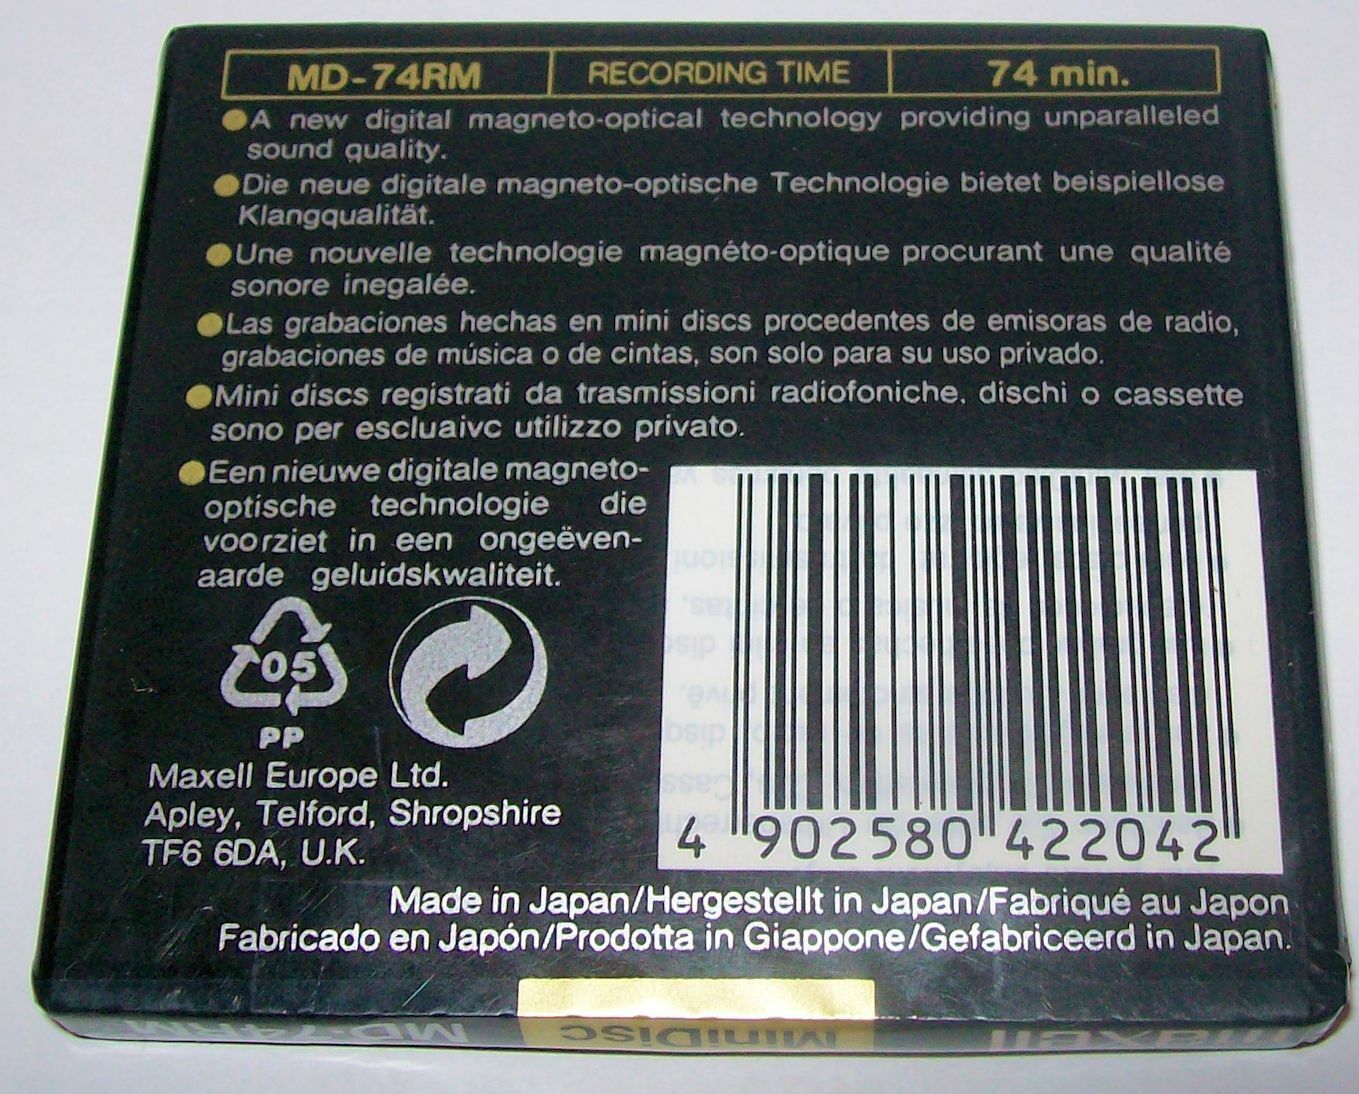 MD-74RM RECORDING TIME 74 min.
●A new digital magneto-optical technology providing unparalleled
sound quality.
●Die neue digitale magneto-optische Technologie bietet beispiellose
Klangqualität.
●Une nouvelle technologie magnéto-optique procurant une qualité
sonore inegalée.
●Las grabaciones hechas en mini discs procedentes de emisoras de radio,
grabaciones de música o de cintas, son solo para su uso privado.
●Mini discs registrati da trasmissioni radiofoniche, dischi o cassette
sono per escluaivc utilizzo privato.
●Een nieuwe digitale magneto-
optische technologie die
voorziet in een ongeëven-
aarde geluidskwaliteit.
05
PP
Maxell Europe Ltd.
Apley, Telford, Shropshire
TF6 6DA, U.K.
4 902580 422042
Made in Japan/Hergestellt in Japan/Fabriqué au Japon
Fabricado en Japón/Prodotta in Giappone/Gefabriceerd in Japan.
maxell MiniDisc MD-74RM